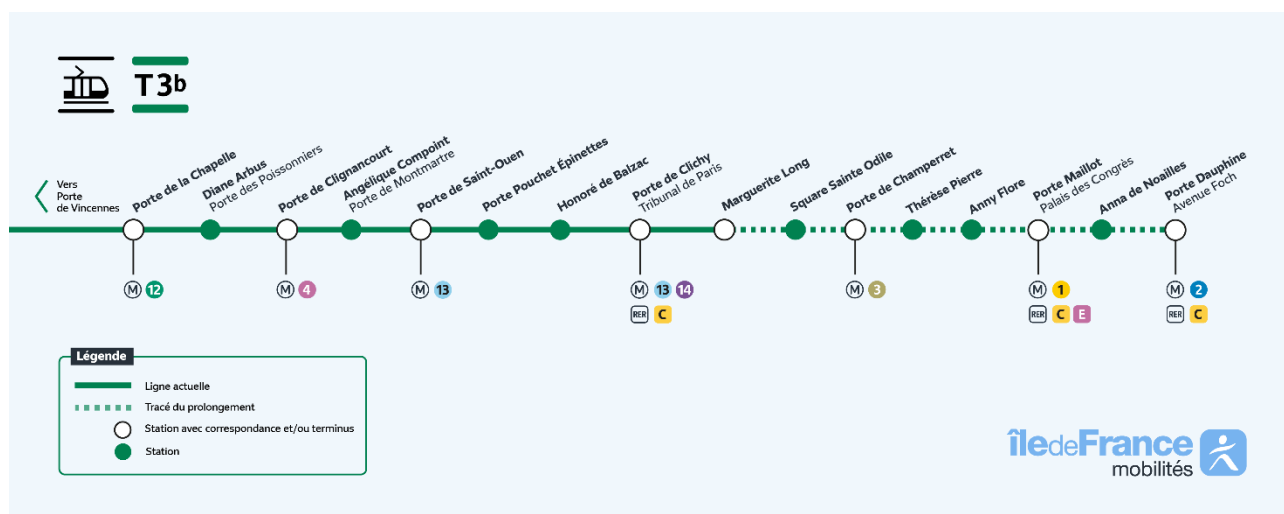 T3b
Vers
Porte
de Vincennes
Porte de la Chapelle
Diane Arbus
Porte des Poissonniers
Porte de Clignancourt
Angélique Compoint
Porte de Montmartre
Porte de Saint-Ouen
Porte Pouchet Épinettes
Honoré de Balzac
Porte de Clichy
Tribunal de Paris
Marguerite Long
Square Sainte Odile
Porte de Champerret
Thérèse Pierre
Anny Flore
Porte Maillot
Palais des Congrès
Anna de Noailles
Porte Dauphine
Avenue Foch
M 12
M 4
M 13
M 13 14
RER C
M 3
M 1
RER C E
M 2
RER C
Légende
Ligne actuelle
Tracé du prolongement
Station avec correspondance et/ou terminus
Station
îledeFrance
mobilités